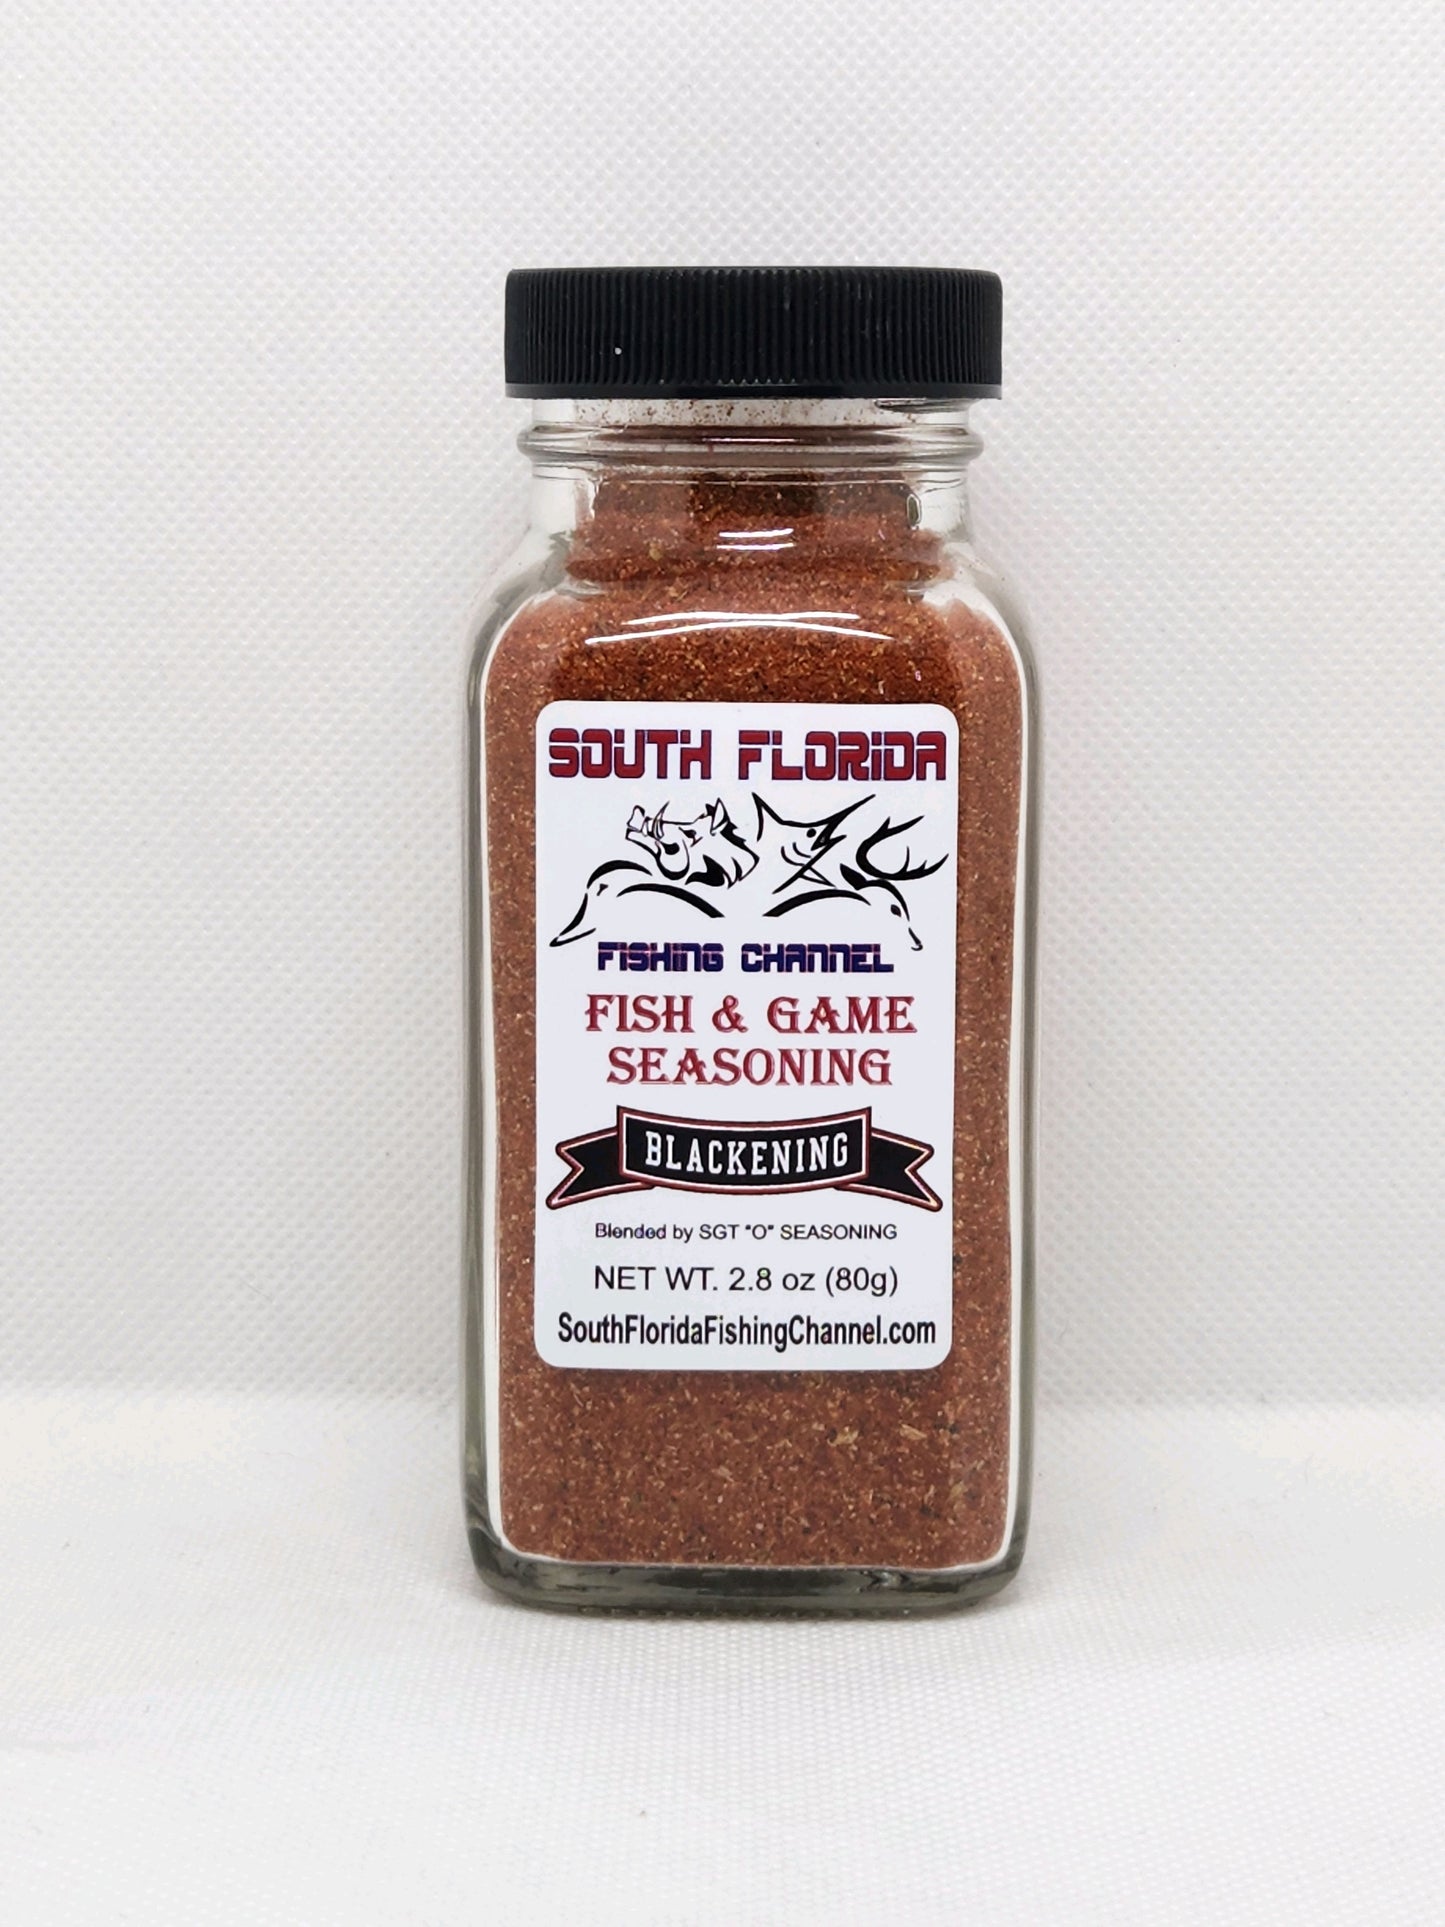 SOUTH FLORIDA
FISHING CHANNEL
FISH & GAME
SEASONING
BLACKENING
Blended by SGT "O" SEASONING
NET WT. 2.8 oz (80g)
SouthFloridaFishingChannel.com